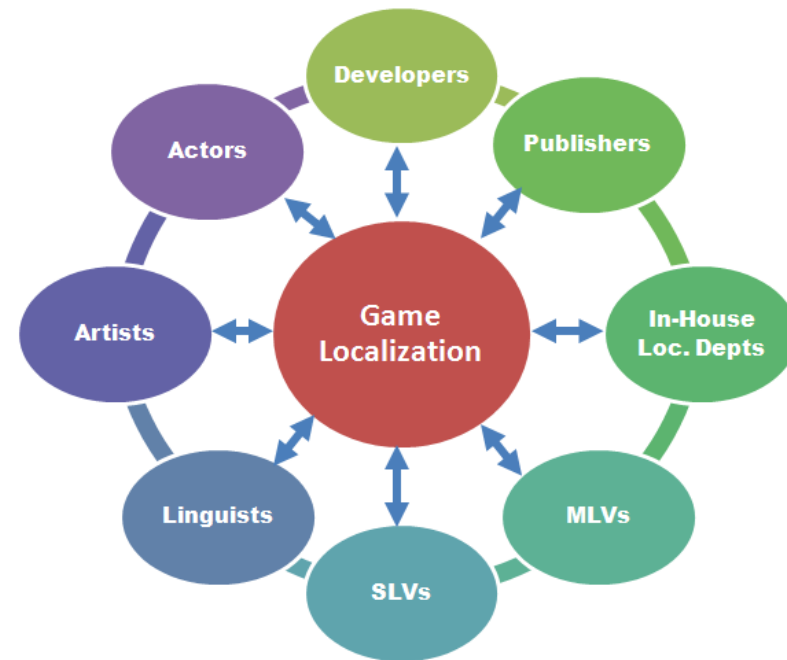 Developers
Publishers
In-House
Loc. Depts
MLVs
SLVs
Linguists
Artists
Actors
Game
Localization